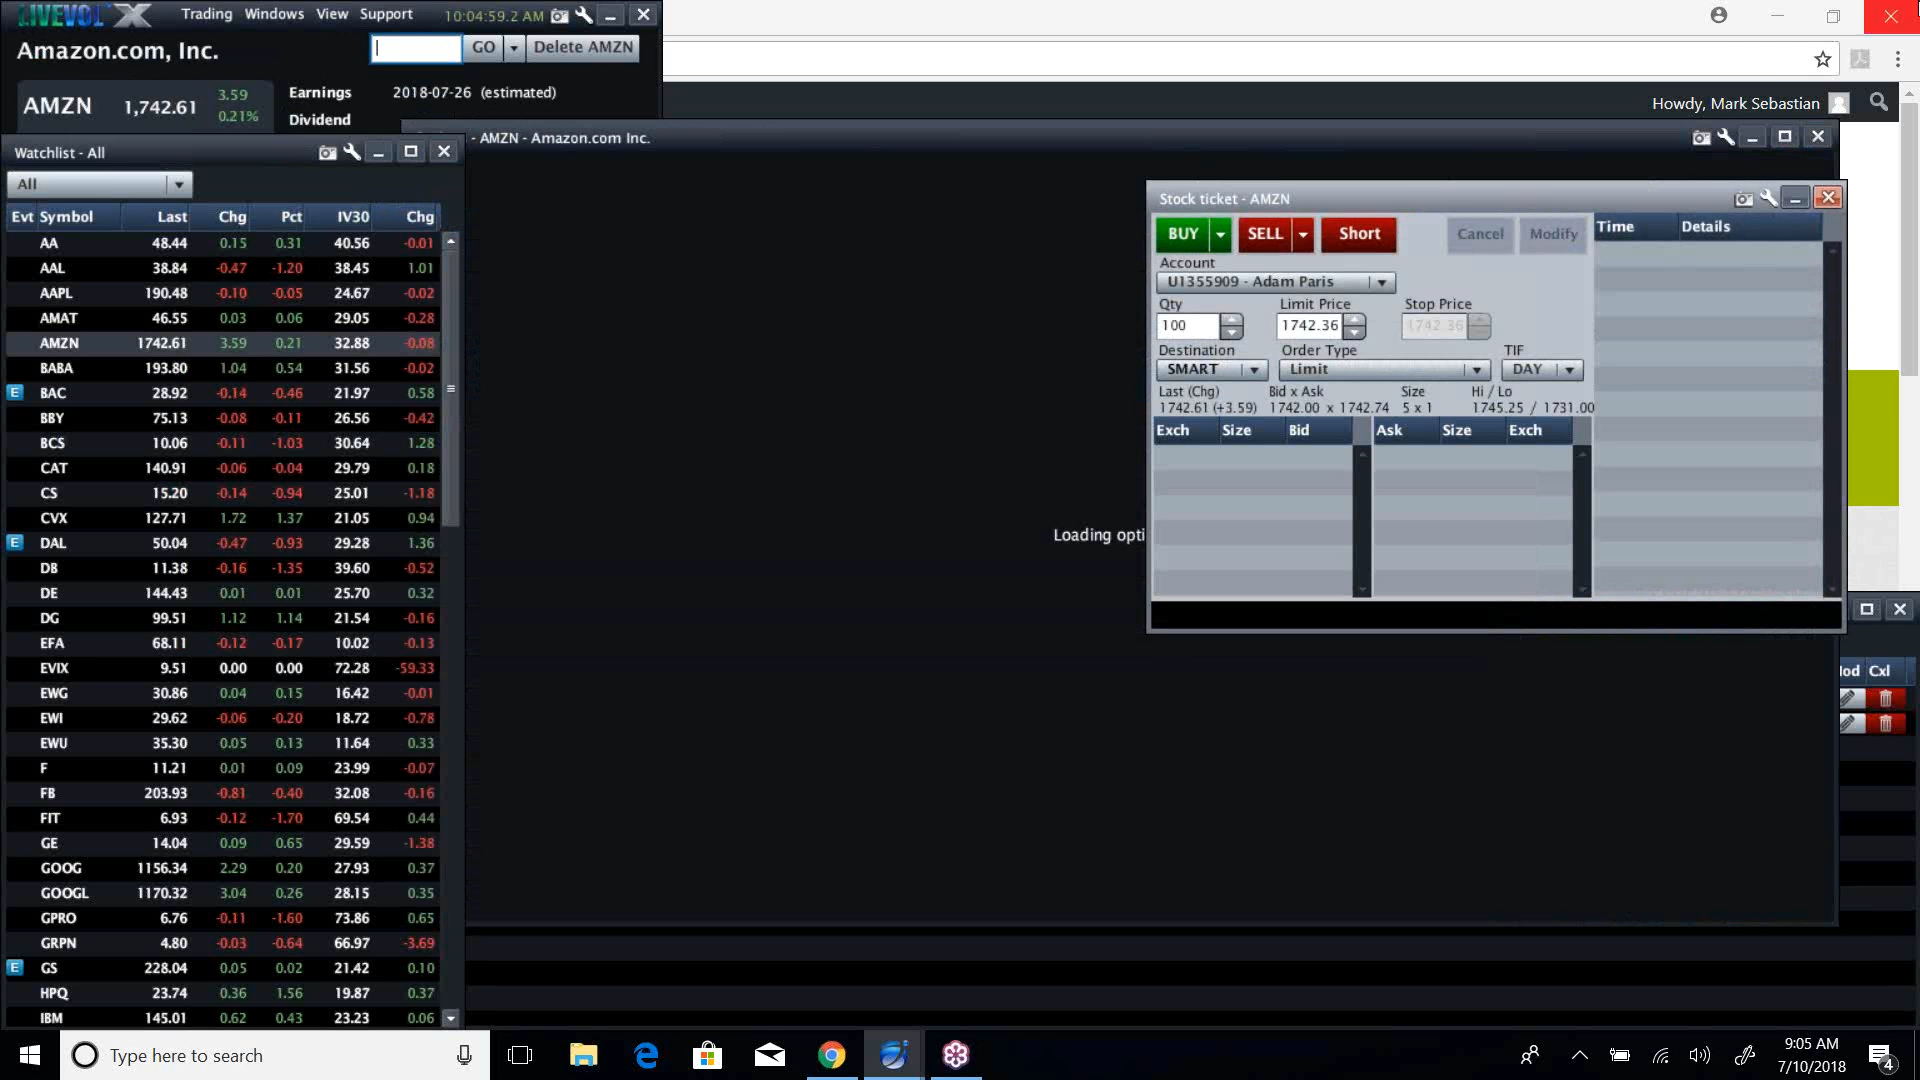 LIVEVOL X Trading Windows View Support 10:04:59.2 AM
Amazon.com, Inc. GO Delete AMZN
AMZN 1,742.61 3.59 0.21%
Earnings 2018-07-26 (estimated)
Dividend
Howdy, Mark Sebastian
- AMZN - Amazon.com Inc.
Watchlist - All
All
Evt Symbol Last Chg Pct IV30 Chg
AA 48.44 0.15 0.31 40.56 -0.01
AAL 38.84 -0.47 -1.20 38.45 1.01
AAPL 190.48 -0.10 -0.05 24.67 -0.02
AMAT 46.55 0.03 0.06 29.05 -0.28
AMZN 1742.61 3.59 0.21 32.88 -0.08
BABA 193.80 1.04 0.54 31.56 -0.02
E BAC 28.92 -0.14 -0.46 21.97 0.58
BBY 75.13 -0.08 -0.11 26.56 -0.42
BCS 10.06 -0.11 -1.03 30.64 1.28
CAT 140.91 -0.06 -0.04 29.79 0.18
CS 15.20 -0.14 -0.94 25.01 -1.18
CVX 127.71 1.72 1.37 21.05 0.94
E DAL 50.04 -0.47 -0.93 29.28 1.36
DB 11.38 -0.16 -1.35 39.60 -0.52
DE 144.43 0.01 0.01 25.70 0.32
DG 99.51 1.12 1.14 21.54 -0.16
EFA 68.11 -0.12 -0.17 10.02 -0.13
EVIX 9.51 0.00 0.00 72.28 -59.33
EWG 30.86 0.04 0.15 16.42 -0.01
EWI 29.62 -0.06 -0.20 18.72 -0.78
EWU 35.30 0.05 0.13 11.64 0.33
F 11.21 0.01 0.09 23.99 -0.07
FB 203.93 -0.81 -0.40 32.08 -0.16
FIT 6.93 -0.12 -1.70 69.54 0.44
GE 14.04 0.09 0.65 29.59 -1.38
GOOG 1156.34 2.29 0.20 27.93 0.37
GOOGL 1170.32 3.04 0.26 28.15 0.35
GPRO 6.76 -0.11 -1.60 73.86 0.65
GRPN 4.80 -0.03 -0.64 66.97 -3.69
E GS 228.04 0.05 0.02 21.42 0.10
HPQ 23.74 0.36 1.56 19.87 0.37
IBM 145.01 0.62 0.43 23.23 0.06
Loading opti
Stock ticket - AMZN
BUY SELL Short Cancel Modify Time Details
Account
U1355909 - Adam Paris
Qty Limit Price Stop Price
100 1742.36 1742.36
Destination Order Type TIF
SMART Limit DAY
Last (Chg) Bid x Ask Size Hi / Lo
1742.61 (+3.59) 1742.00 x 1742.74 5 x 1 1745.25 / 1731.00
Exch Size Bid Ask Size Exch
lod Cxl
Type here to search
9:05 AM
7/10/2018
4